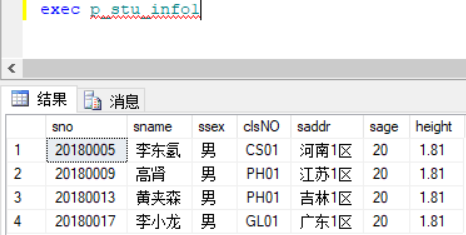 exec p_stu_infol
结果 消息
sno sname ssex clsNO saddr sage height
1 20180005 李东氢 男 CS01 河南1区 20 1.81
2 20180009 高肾 男 PH01 江苏1区 20 1.81
3 20180013 黄夹森 男 PH01 吉林1区 20 1.81
4 20180017 李小龙 男 GL01 广东1区 20 1.81